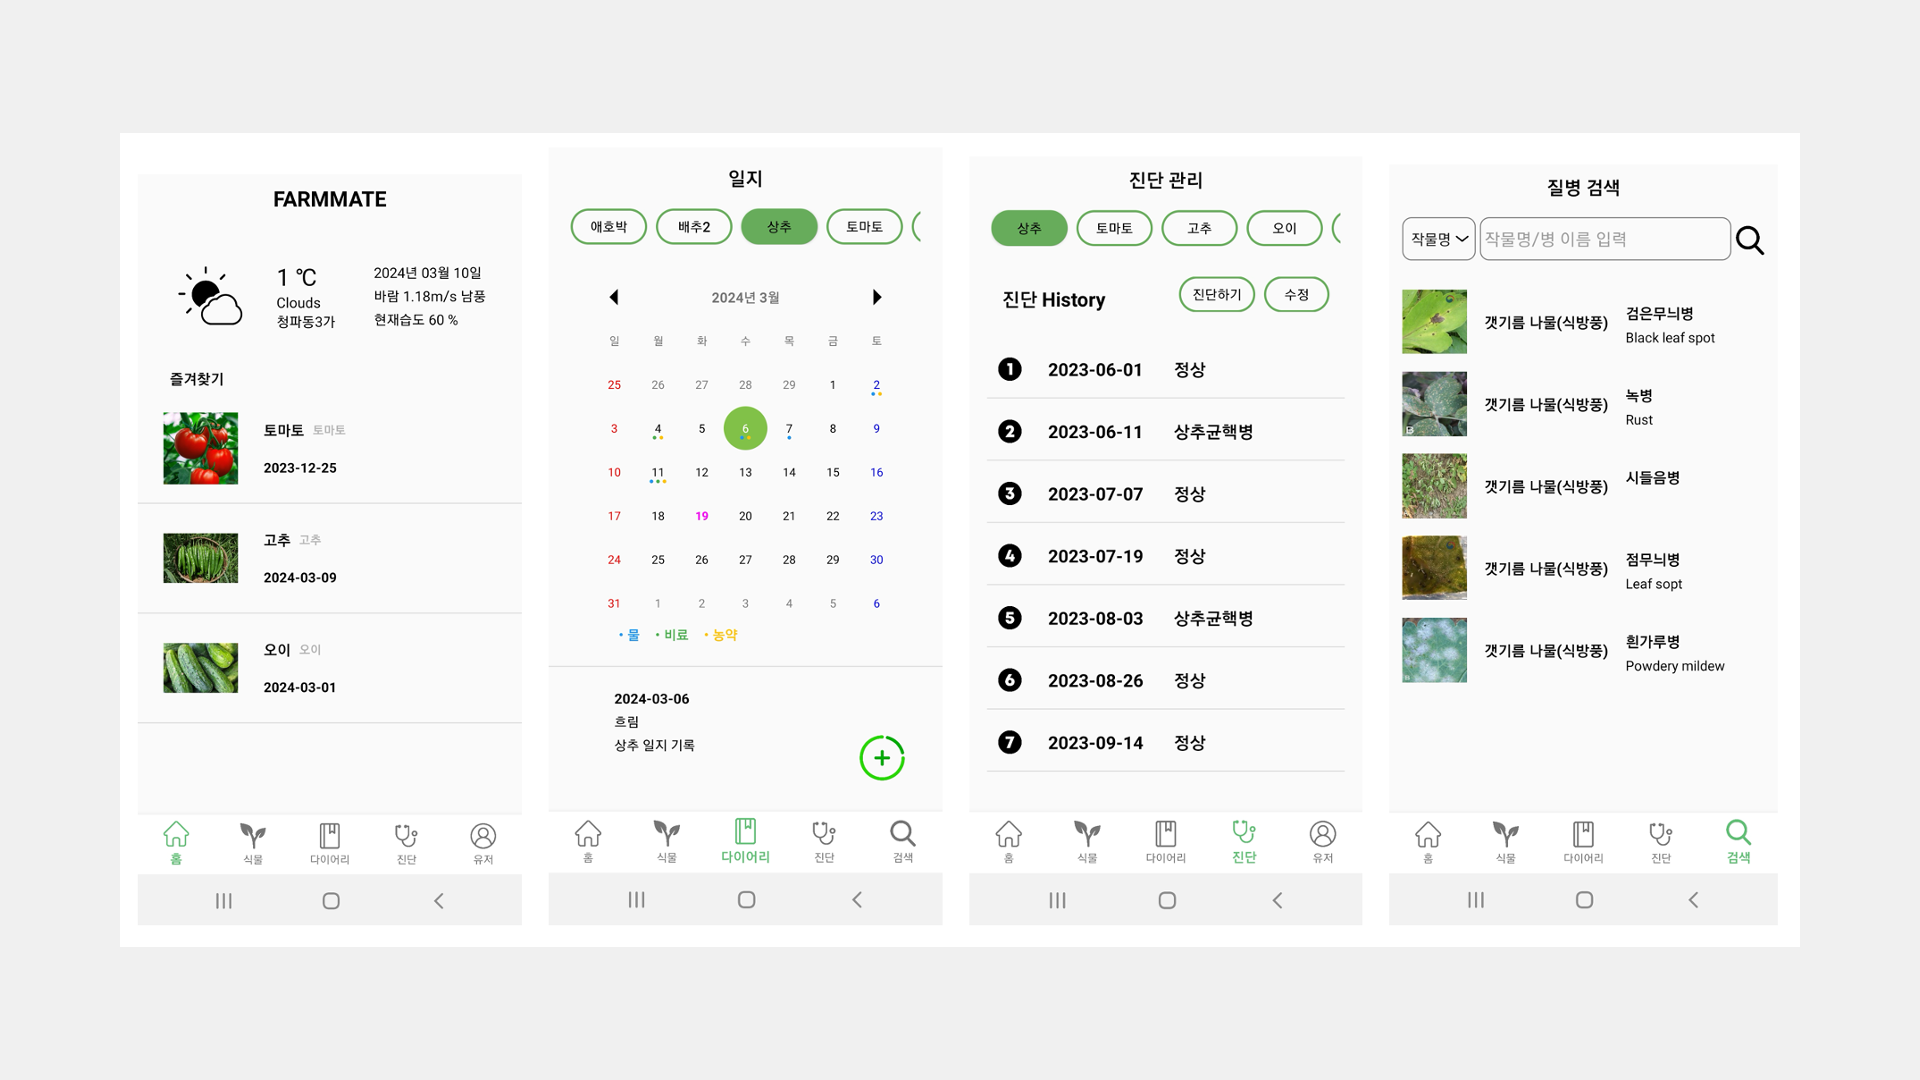 FARMMATE
1 ℃
Clouds
청파동3가
2024년 03월 10일
바람 1.18m/s 남풍
현재습도 60 %
즐겨찾기
토마토 토마토
2023-12-25
고추 고추
2024-03-09
오이 오이
2024-03-01
홈 식물 다이어리 진단 유저
일지
애호박 배추2 상추 토마토
2024년 3월
일 월 화 수 목 금 토
25 26 27 28 29 1 2
3 4 5 6 7 8 9
10 11 12 13 14 15 16
17 18 19 20 21 22 23
24 25 26 27 28 29 30
31 1 2 3 4 5 6
• 물 • 비료 • 농약
2024-03-06
흐림
상추 일지 기록
홈 식물 다이어리 진단 검색
진단 관리
상추 토마토 고추 오이
진단 History 진단하기 수정
1 2023-06-01 정상
2 2023-06-11 상추균핵병
3 2023-07-07 정상
4 2023-07-19 정상
5 2023-08-03 상추균핵병
6 2023-08-26 정상
7 2023-09-14 정상
홈 식물 다이어리 진단 유저
질병 검색
작물명 작물명/병 이름 입력
갯기름 나물(식방풍) 검은무늬병
Black leaf spot
갯기름 나물(식방풍) 녹병
Rust
갯기름 나물(식방풍) 시들음병
갯기름 나물(식방풍) 점무늬병
Leaf sopt
갯기름 나물(식방풍) 흰가루병
Powdery mildew
홈 식물 다이어리 진단 검색